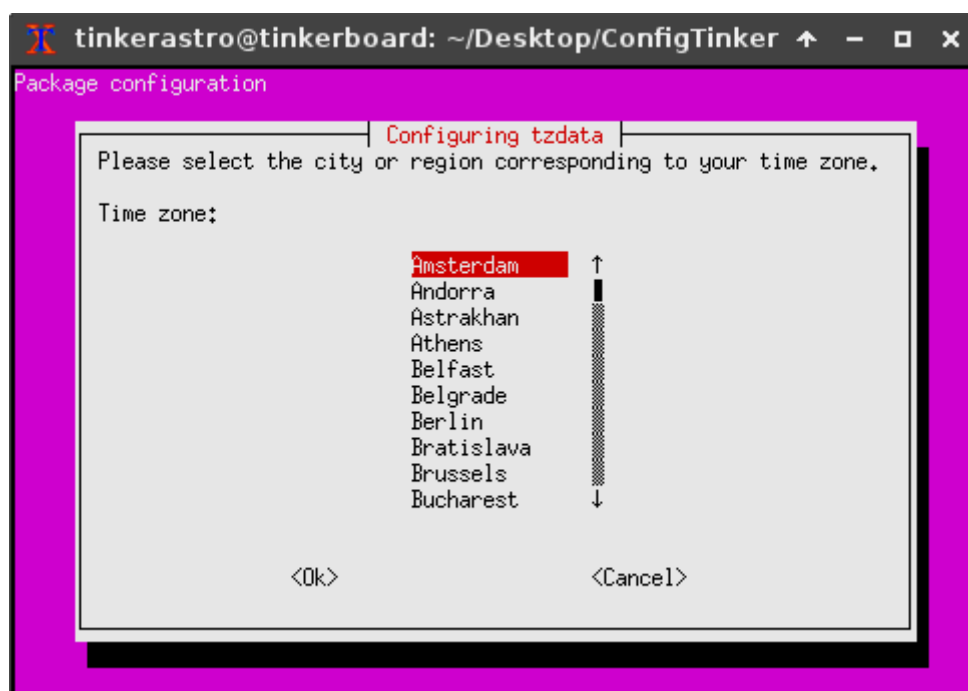 tinkerastro@tinkerboard: ~/Desktop/ConfigTinker
Package configuration
Configuring tzdata
Please select the city or region corresponding to your time zone.
Time zone:
Amsterdam
Andorra
Astrakhan
Athens
Belfast
Belgrade
Berlin
Bratislava
Brussels
Bucharest
<Ok> <Cancel>